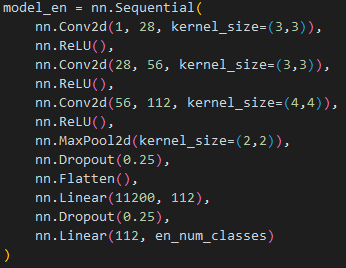 model_en = nn.Sequential(
    nn.Conv2d(1, 28, kernel_size=(3,3)),
    nn.ReLU(),
    nn.Conv2d(28, 56, kernel_size=(3,3)),
    nn.ReLU(),
    nn.Conv2d(56, 112, kernel_size=(4,4)),
    nn.ReLU(),
    nn.MaxPool2d(kernel_size=(2,2)),
    nn.Dropout(0.25),
    nn.Flatten(),
    nn.Linear(11200, 112),
    nn.Dropout(0.25),
    nn.Linear(112, en_num_classes)
)